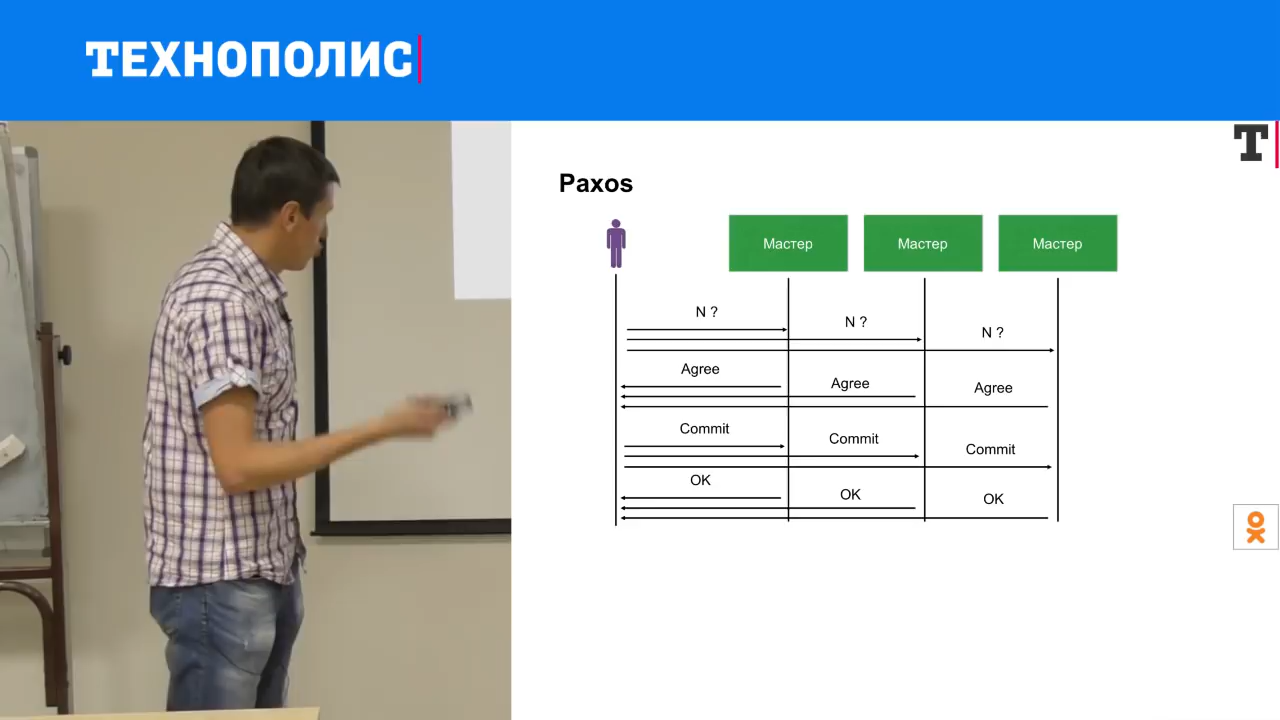 ТЕХНОПОЛИС
T
Paxos
Мастер
Мастер
Мастер
N ?
N ?
N ?
Agree
Agree
Agree
Commit
Commit
Commit
OK
OK
OK